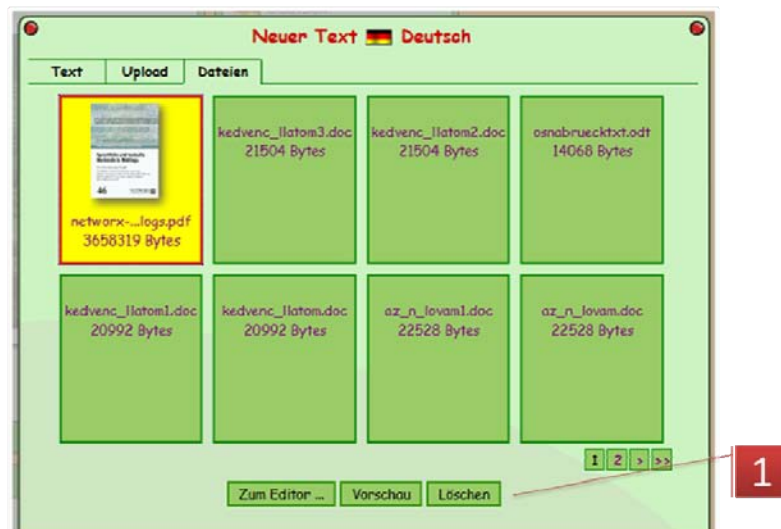 Neuer Text Deutsch
Text Upload Dateien
46
networx-...logs.pdf
3658319 Bytes
kedvenc_llatom3.doc
21504 Bytes
kedvenc_llatom2.doc
21504 Bytes
osnabruecktxt.odt
14068 Bytes
kedvenc_llatom1.doc
20992 Bytes
kedvenc_llatom.doc
20992 Bytes
az_n_lovam1.doc
22528 Bytes
az_n_lovam.doc
22528 Bytes
1 2 > >>
1
Zum Editor ... Vorschau Löschen